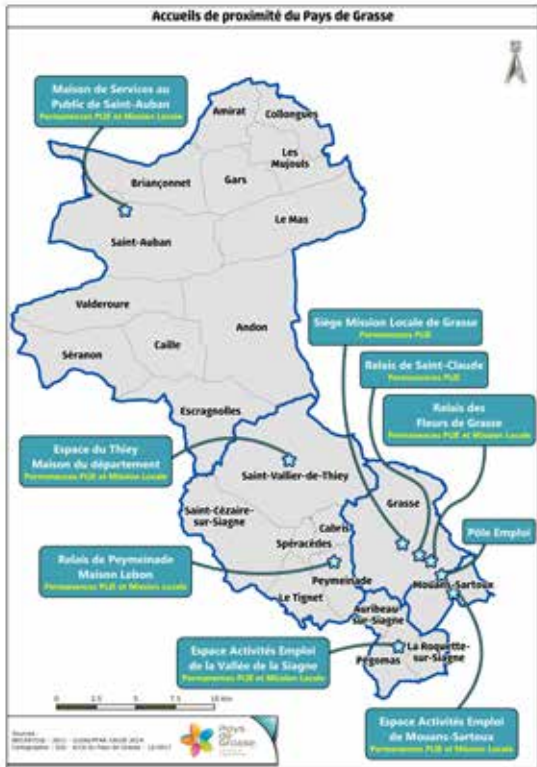 Accueils de proximité du Pays de Grasse
Maison de Services au
Public de Saint-Auban
Permanences PLIE et Mission Locale
Amirat
Collongues
Les
Mujouls
Briançonnet
Gars
Le Mas
Saint-Auban
Valderoure
Andon
Caille
Séranon
Escragnolles
Siège Mission Locale de Grasse
Permanences PLIE
Relais de Saint-Claude
Permanences PLIE
Relais des
Fleurs de Grasse
Permanences PLIE et Mission Locale
Espace du Thiey
Maison du département
Permanences PLIE et Mission Locale
Saint-Vallier-de-Thiey
Grasse
Saint-Cézaire-
sur-Siagne
Cabris
Spéracèdes
Pôle Emploi
Relais de Peymeinade
Maison Lebon
Permanences PLIE et Mission Locale
Peymeinade
Le Tignet
Mouans-Sartoux
Auribeau
sur-Siagne
Espace Activités Emploi
de la Vallée de la Siagne
Permanences PLIE et Mission Locale
La Roquette-
sur-Siagne
Pégomas
0 2.5 5 7.5 10 Km
Espace Activités Emploi
de Mouans-Sartoux
Permanences PLIE et Mission Locale
Sources :
Pays
de Grasse